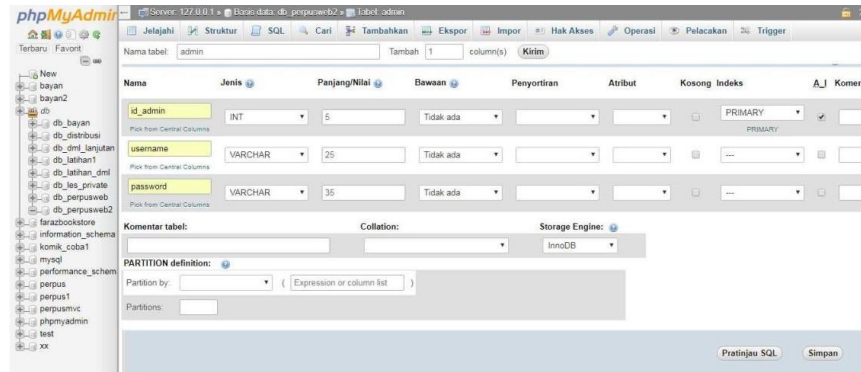 phpMyAdmin
Terbaru Favorit
New
bayan
bayan2
db
db_bayan
db_distribusi
db_dml_lanjutan
db_latihan1
db_latihan_dml
db_les_private
db_perpusweb
db_perpusweb2
farazbookstore
information_schema
komik_coba1
mysql
performance_schem
perpus
perpus1
perpusmvc
phpmyadmin
test
xx
Server: 127.0.0.1 » Basis data: db_perpusweb2 » Tabel: admin
Jelajahi Struktur SQL Cari Tambahkan Ekspor Impor Hak Akses Operasi Pelacakan Trigger
Nama tabel: admin Tambah 1 column(s) Kirim
Nama Jenis Panjang/Nilai Bawaan Penyortiran Atribut Kosong Indeks A_I Komen
id_admin INT 5 Tidak ada PRIMARY
Pick from Central Columns PRIMARY
username VARCHAR 25 Tidak ada ---
Pick from Central Columns
password VARCHAR 35 Tidak ada ---
Pick from Central Columns
Komentar tabel: Collation: Storage Engine:
InnoDB
PARTITION definition:
Partition by: ( Expression or column list )
Partitions:
Pratinjau SQL Simpan